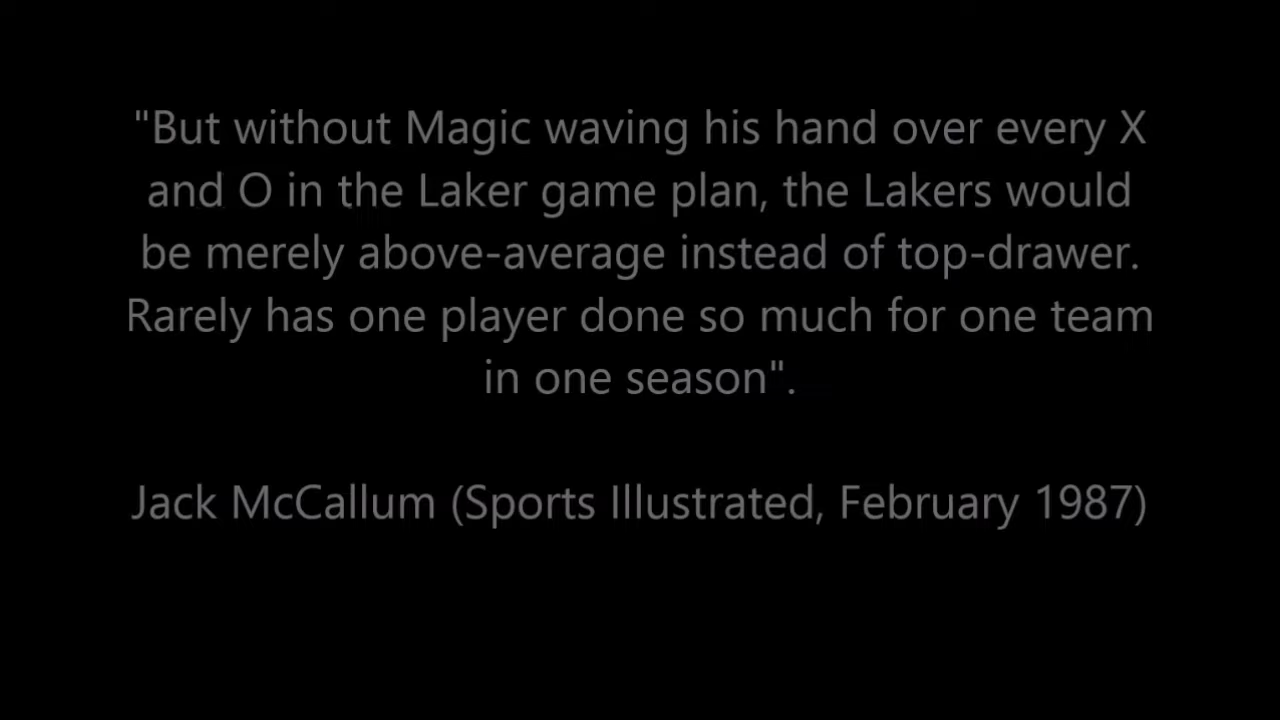 "But without Magic waving his hand over every X
and O in the Laker game plan, the Lakers would
be merely above-average instead of top-drawer.
Rarely has one player done so much for one team
in one season".
Jack McCallum (Sports Illustrated, February 1987)